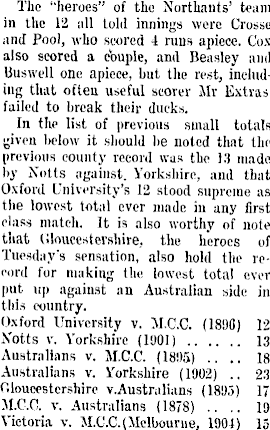 The "heroes" of the Northants' team
in the 12 all told innings were Crosse
and Pool, who scored 4 runs apiece. Cox
also scored a couple, and Beasley and
Buswell one apiece, but the rest, includ-
ing that often useful scorer Mr Extras
failed to break their ducks.
In the list of previous small totals
given below it should be noted that the
previous county record was the 13 made
by Notts against Yorkshire, and that
Oxford University's 12 stood supreme as
the lowest total ever made in any first
class match. It is also worthy of note
that Gloucestershire, the heroes of
Tuesday's sensation, also hold the re-
cord for making the lowest total ever
put up against an Australian side in
this country.
Oxford University v. M.C.C. (1896) 12
Notts v. Yorkshire (1901) .. .. .. 13
Australians v. M.C.C. (1895) .. .. 18
Australians v. Yorkshire (1902) .. 23
Gloucestershire v.Australians (1895) 17
M.C.C. v. Australians (1878) .. .. 19
Victoria v. M.C.C.(Melbourne, 1904) 15